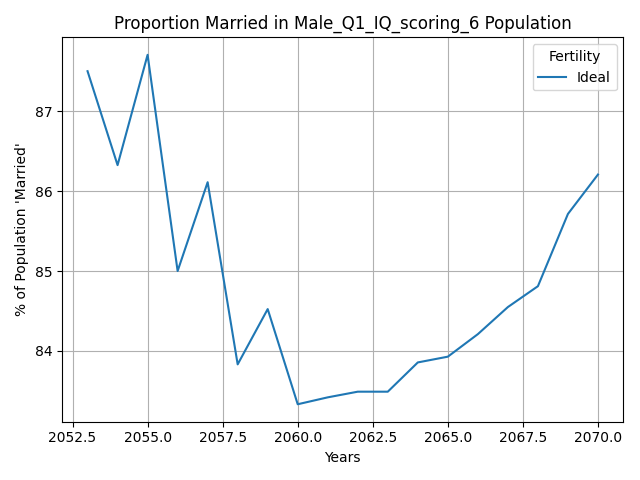 Proportion Married in Male_Q1_IQ_scoring_6 Population
Fertility
Ideal
% of Population 'Married'
87
86
85
84
2052.5 2055.0 2057.5 2060.0 2062.5 2065.0 2067.5 2070.0
Years